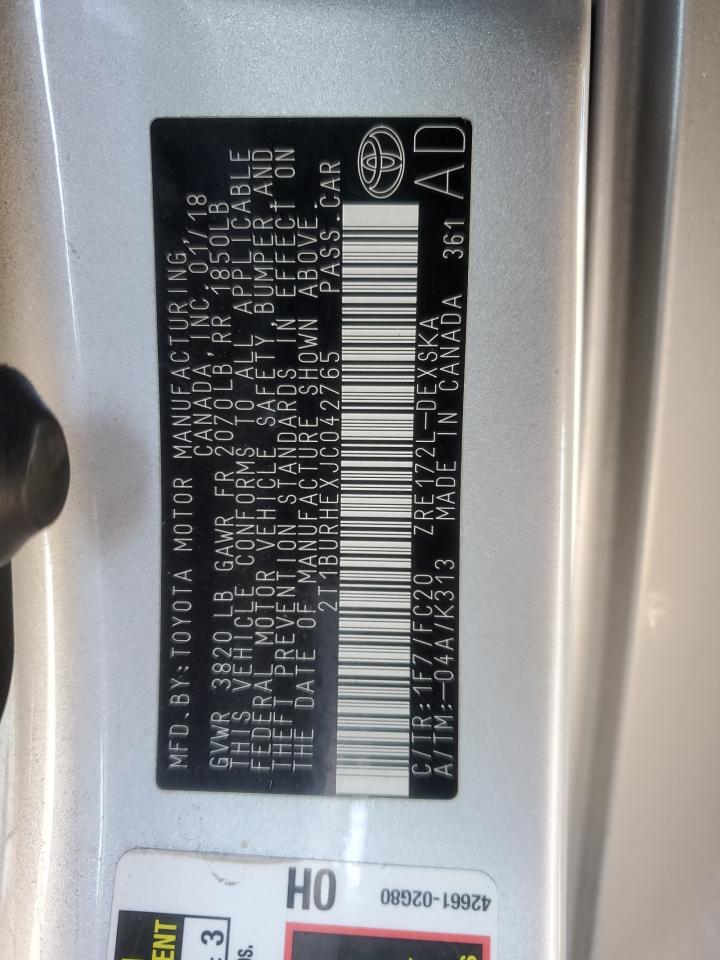 MFD.BY:TOYOTA MOTOR MANUFACTURING,
CANADA, INC. 01/18
GVWR 3820 LB GAWR FR 2070LB RR 1850LB
THIS VEHICLE CONFORMS TO ALL APPLICABLE
FEDERAL MOTOR VEHICLE SAFETY, BUMPER,AND
THEFT PREVENTION STANDARDS IN EFFECT ON
THE DATE OF MANUFACTURE SHOWN ABOVE.
2T1BURHEXJC042765 PASS.CAR
C/TR:1F7/FC20 ZRE172L-DEXSKA
A/TM:-04A/K313 MADE IN CANADA 361
AD
42661-02G80
OH
3